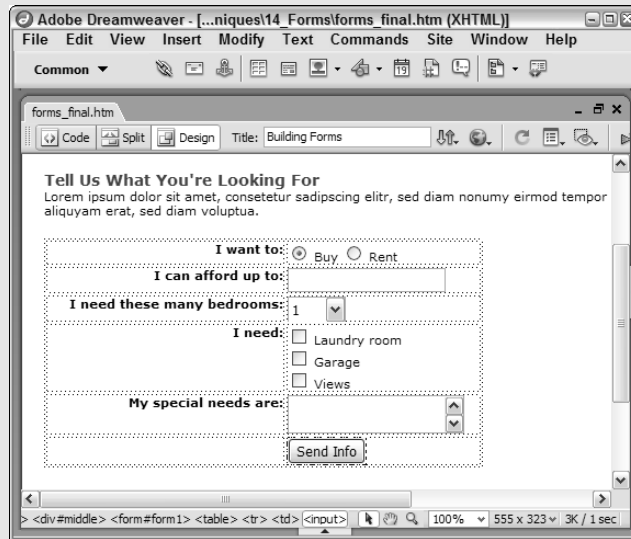 Adobe Dreamweaver - [...niques\14_Forms\forms_final.htm (XHTML)]
File Edit View Insert Modify Text Commands Site Window Help
Common
19
forms_final.htm
Code Split Design Title: Building Forms
Tell Us What You're Looking For
Lorem ipsum dolor sit amet, consetetur sadipscing elitr, sed diam nonumy eirmod tempor
aliquyam erat, sed diam voluptua.
I want to: Buy Rent
I can afford up to:
I need these many bedrooms: 1
I need: Laundry room
Garage
Views
My special needs are:
Send Info
> <div#middle> <form#form1> <table> <tr> <td> <input> 100% 555 x 323 3K / 1 sec